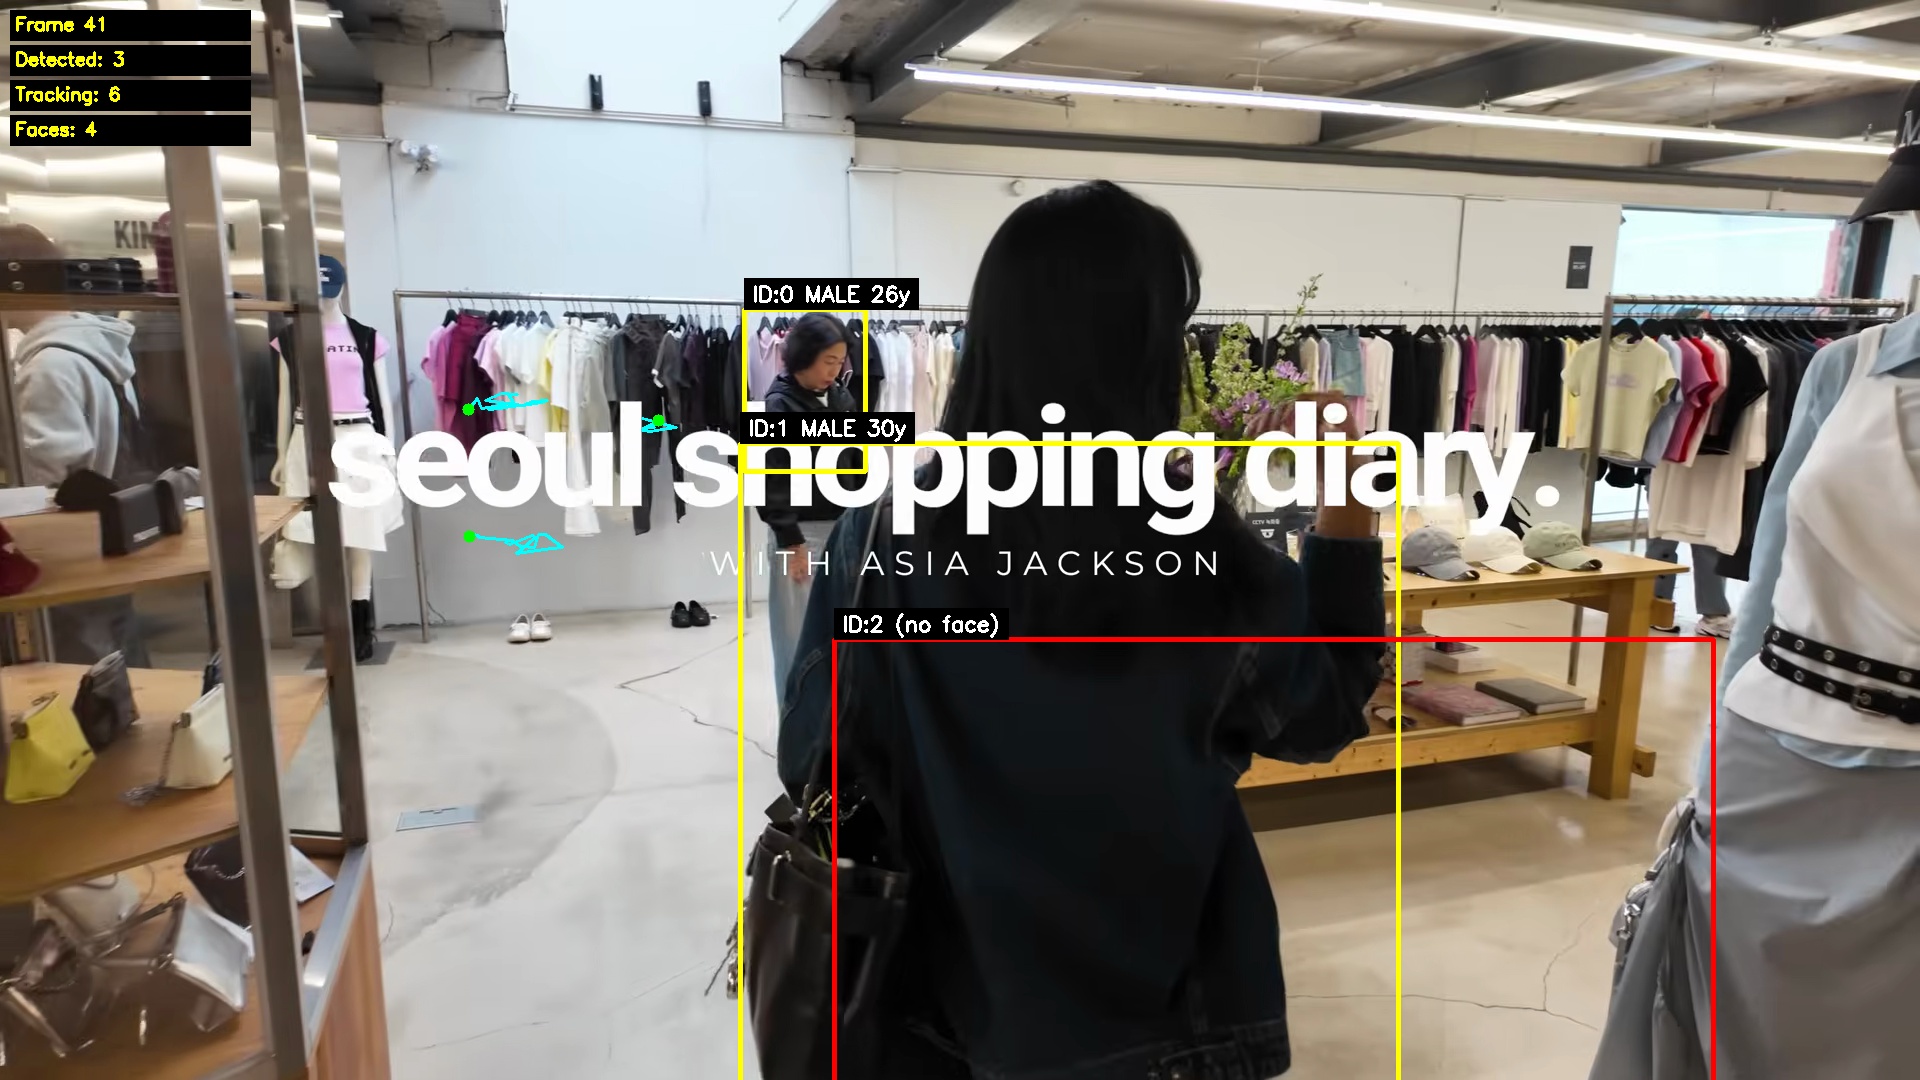 Frame 41
Detected: 3
Tracking: 6
Faces: 4
ID:0 MALE 26y
ID:1 MALE 30y
seoul shopping diary.
WITH ASIA JACKSON
ID:2 (no face)